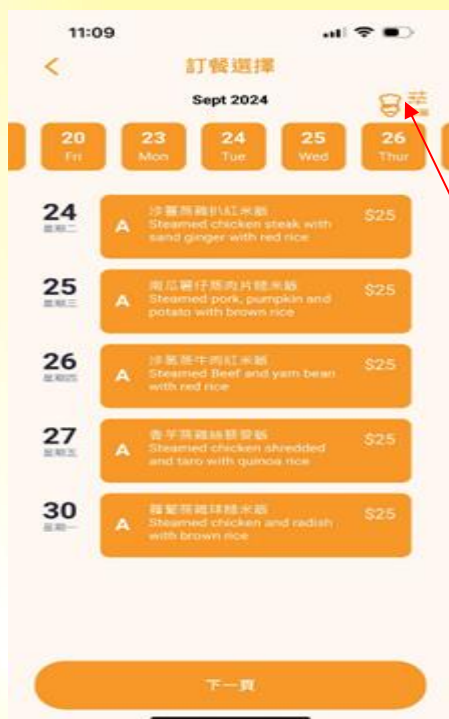 11:09
訂餐選擇
Sept 2024
20
Fri
23
Mon
24
Tue
25
Wed
26
Thur
24
星期二
A
沙薑蒸雞扒紅米飯
Steamed chicken steak with
sand ginger with red rice
$25
25
星期三
A
南瓜薯仔蒸肉片糙米飯
Steamed pork, pumpkin and
potato with brown rice
$25
26
星期四
A
沙葛蒸牛肉紅米飯
Steamed Beef and yam bean
with red rice
$25
27
星期五
A
香芋蒸雞絲藜麥飯
Steamed chicken shredded
and taro with quinoa rice
$25
30
星期一
A
蘿蔔蒸雞球糙米飯
Steamed chicken and radish
with brown rice
$25
下一頁